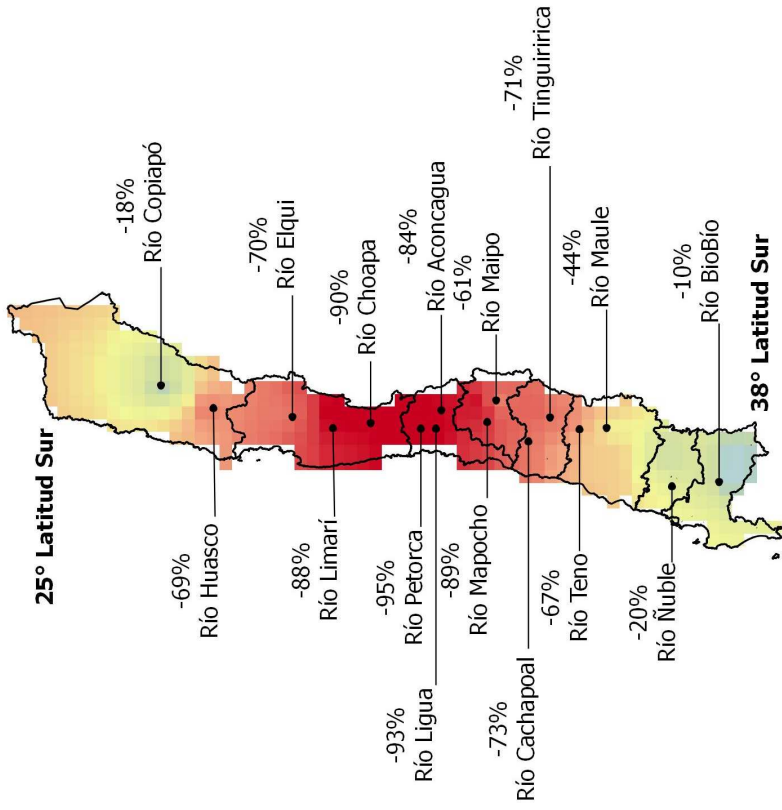 25° Latitud Sur
-18%
Río Copiapó
-69%
Río Huasco
-70%
Río Elqui
-88%
Río Limarí
-90%
Río Choapa
-95%
Río Petorca
-93%
Río Ligua
-84%
Río Aconcagua
-89%
Río Mapocho
-61%
Río Maipo
-73%
Río Cachapoal
-71%
Río Tinguiririca
-67%
Río Teno
-44%
Río Maule
-20%
Río Ñuble
-10%
Río BioBío
38° Latitud Sur